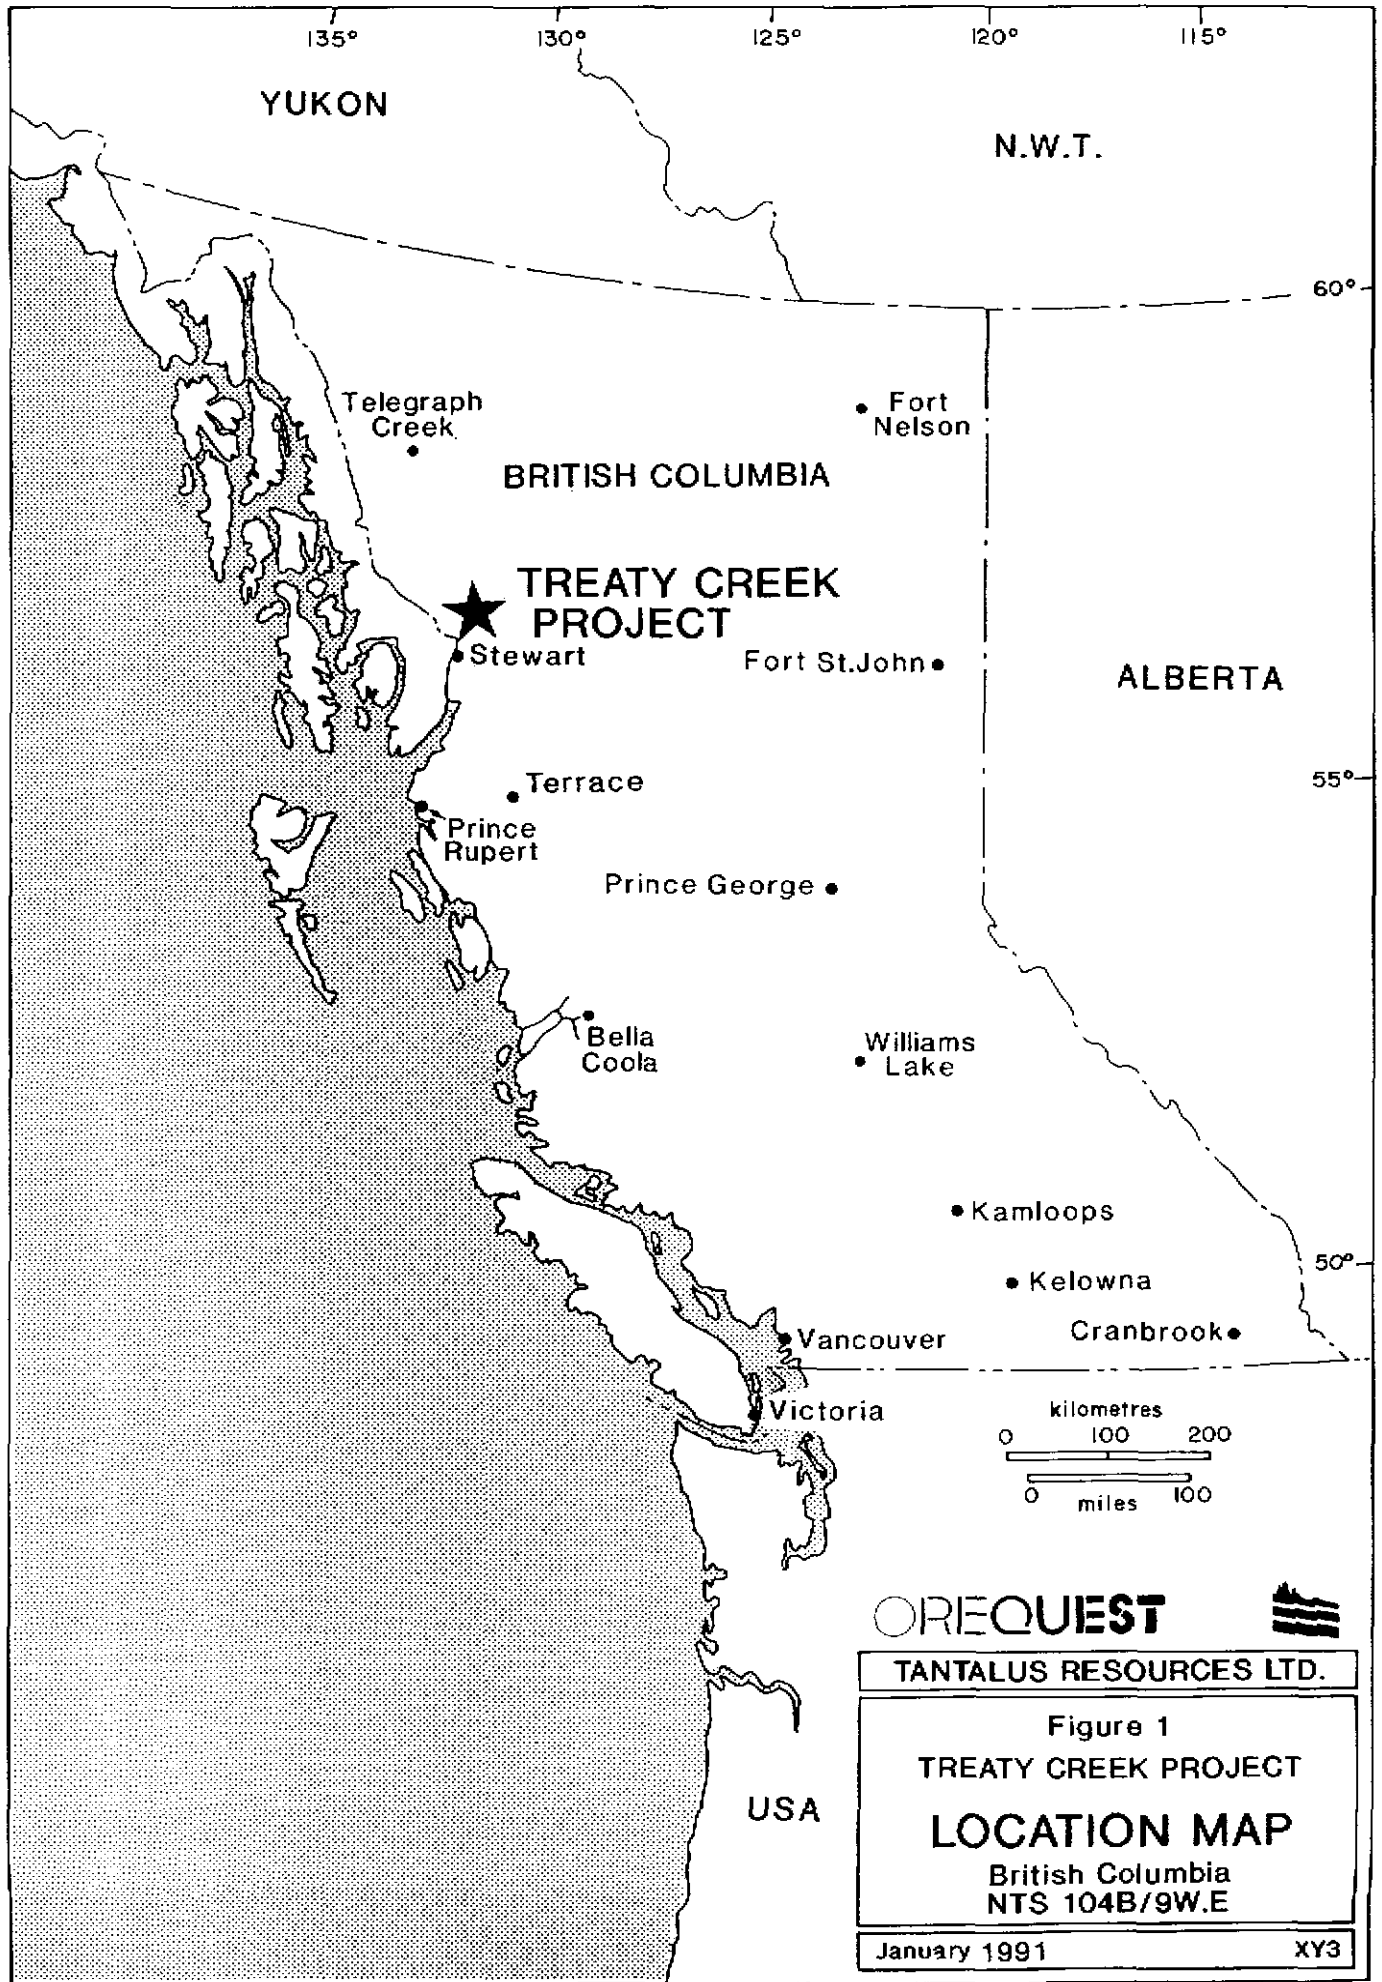 135° 130° 125° 120° 115°
YUKON
N.W.T.
60°
Telegraph
Creek
Fort
Nelson
BRITISH COLUMBIA
TREATY CREEK
PROJECT
Stewart
Fort St.John
ALBERTA
55°
Terrace
Prince
Rupert
Prince George
Bella
Coola
Williams
Lake
Kamloops
50°
Kelowna
Vancouver
Cranbrook
Victoria
kilometres
0 100 200
0 miles 100
OREQUEST
TANTALUS RESOURCES LTD.
Figure 1
TREATY CREEK PROJECT
USA
LOCATION MAP
British Columbia
NTS 104B/9W.E
January 1991 XY3